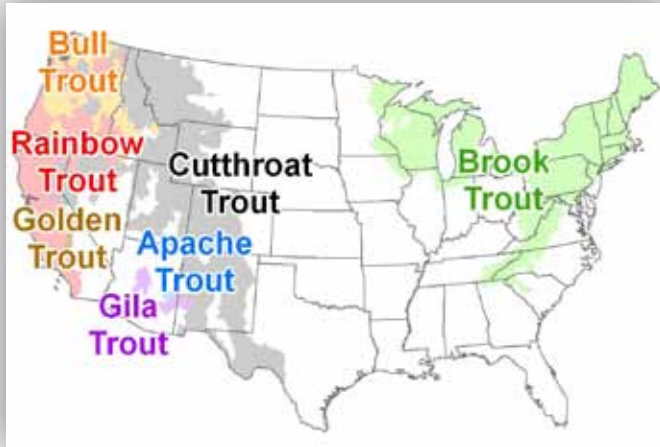 Bull
Trout
Rainbow
Trout
Cutthroat
Trout
Brook
Trout
Golden
Trout
Apache
Trout
Gila
Trout